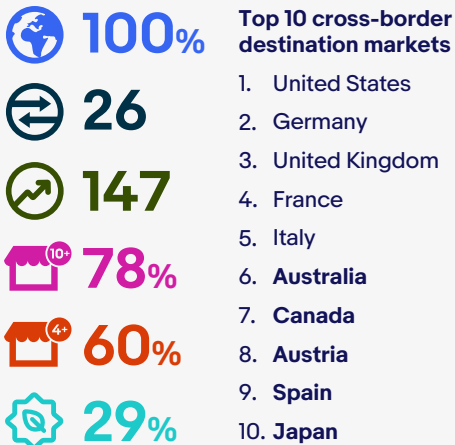 100%
26
147
10+
78%
4+
60%
29%
Top 10 cross-border
destination markets
1. United States
2. Germany
3. United Kingdom
4. France
5. Italy
6. Australia
7. Canada
8. Austria
9. Spain
10. Japan